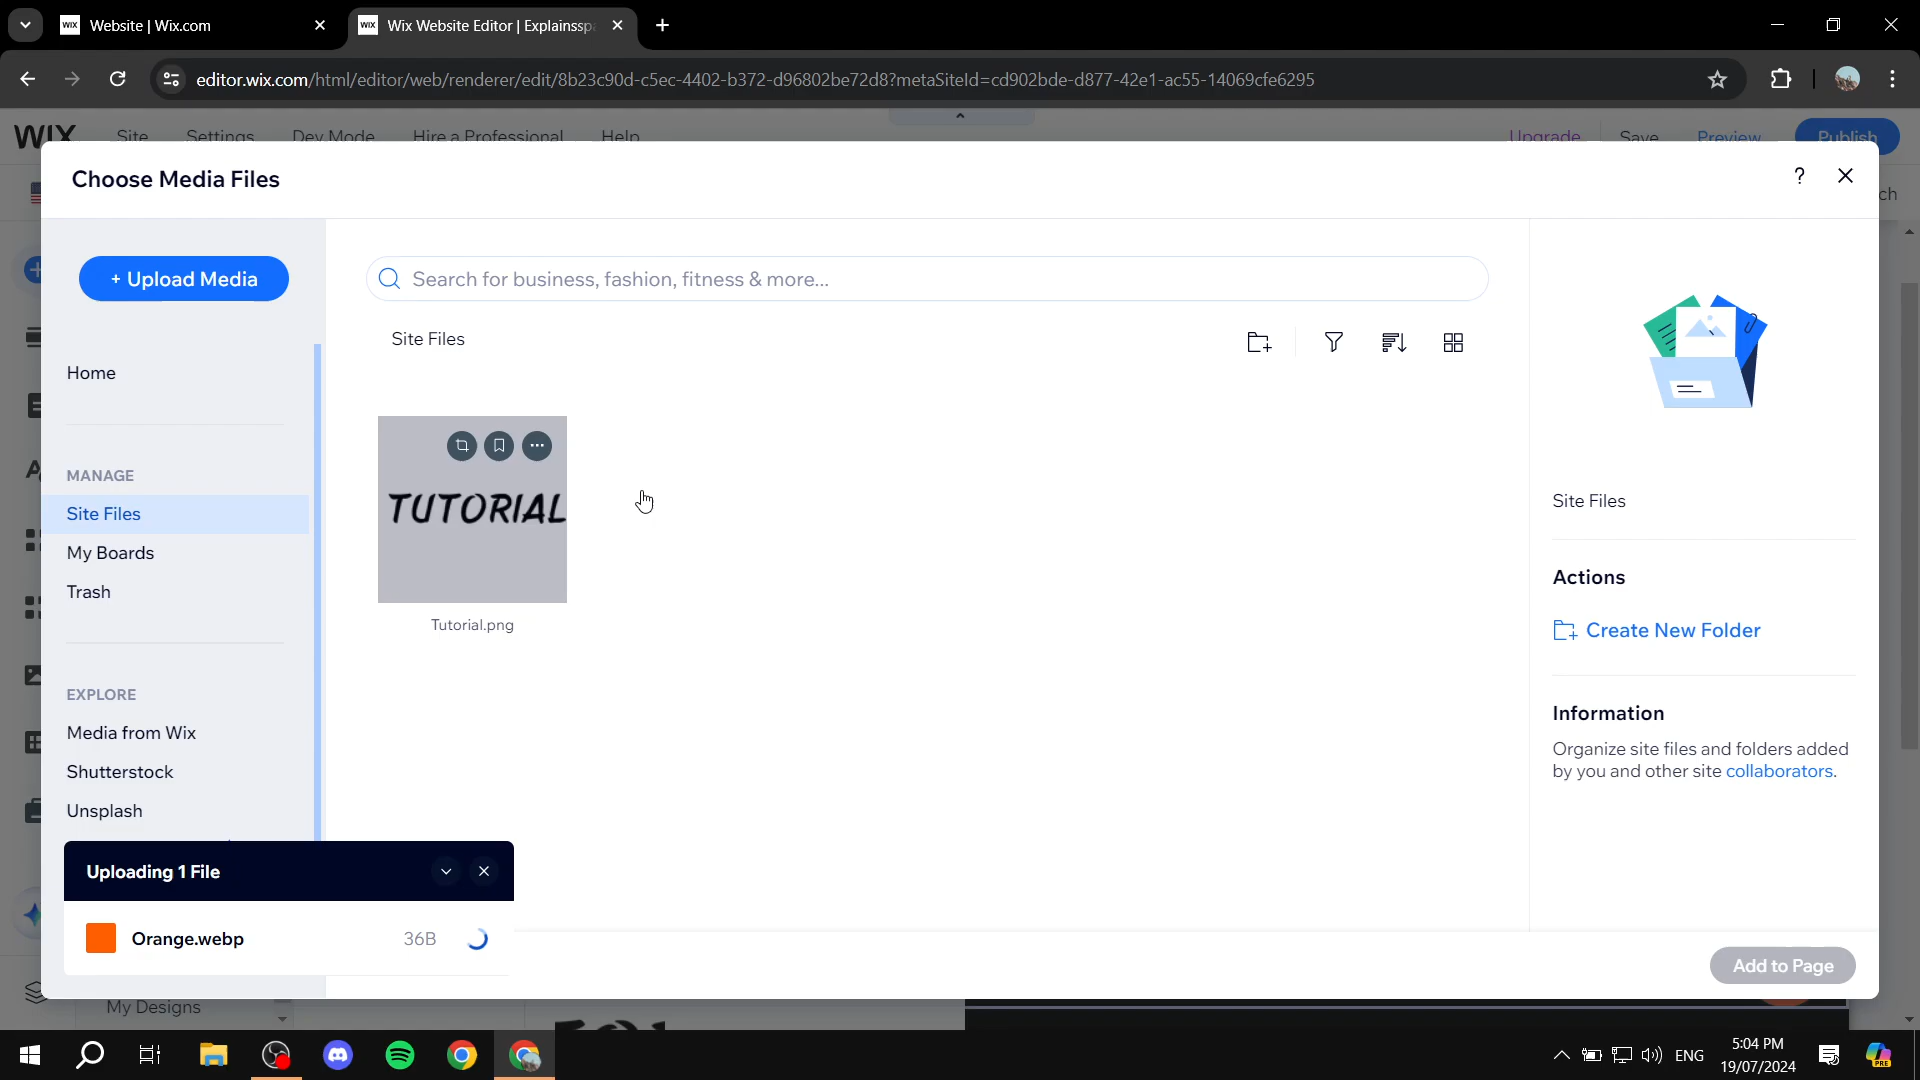 Website | Wix.com
Wix Website Editor | Explainssp
editor.wix.com/html/editor/web/renderer/edit/8b23c90d-c5ec-4402-b372-d96802be72d8?metaSiteId=cd902bde-d877-42e1-ac55-14069cfe6295
WIX Site Settings Dev Mode Hire a Professional Help Upgrade Save Preview Publish
ch
Choose Media Files
?
+ Upload Media
Search for business, fashion, fitness & more...
Site Files
Home
MANAGE
Site Files
My Boards
Trash
EXPLORE
Media from Wix
Shutterstock
Unsplash
TUTORIAL
Tutorial.png
Site Files
Actions
Create New Folder
Information
Organize site files and folders added
by you and other site collaborators.
Uploading 1 File
Orange.webp 36B
Add to Page
My Designs
ENG
5:04 PM
19/07/2024
PRE